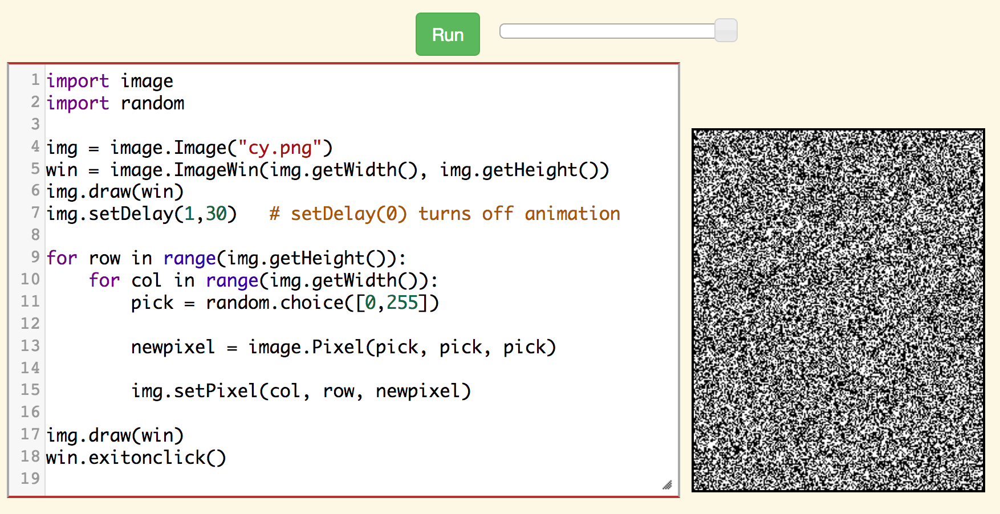 Run
1 import image
2 import random
3
4 img = image.Image("cy.png")
5 win = image.ImageWin(img.getWidth(), img.getHeight())
6 img.draw(win)
7 img.setDelay(1,30)   # setDelay(0) turns off animation
8
9 for row in range(img.getHeight()):
10     for col in range(img.getWidth()):
11         pick = random.choice([0,255])
12
13         newpixel = image.Pixel(pick, pick, pick)
14
15         img.setPixel(col, row, newpixel)
16
17 img.draw(win)
18 win.exitonclick()
19